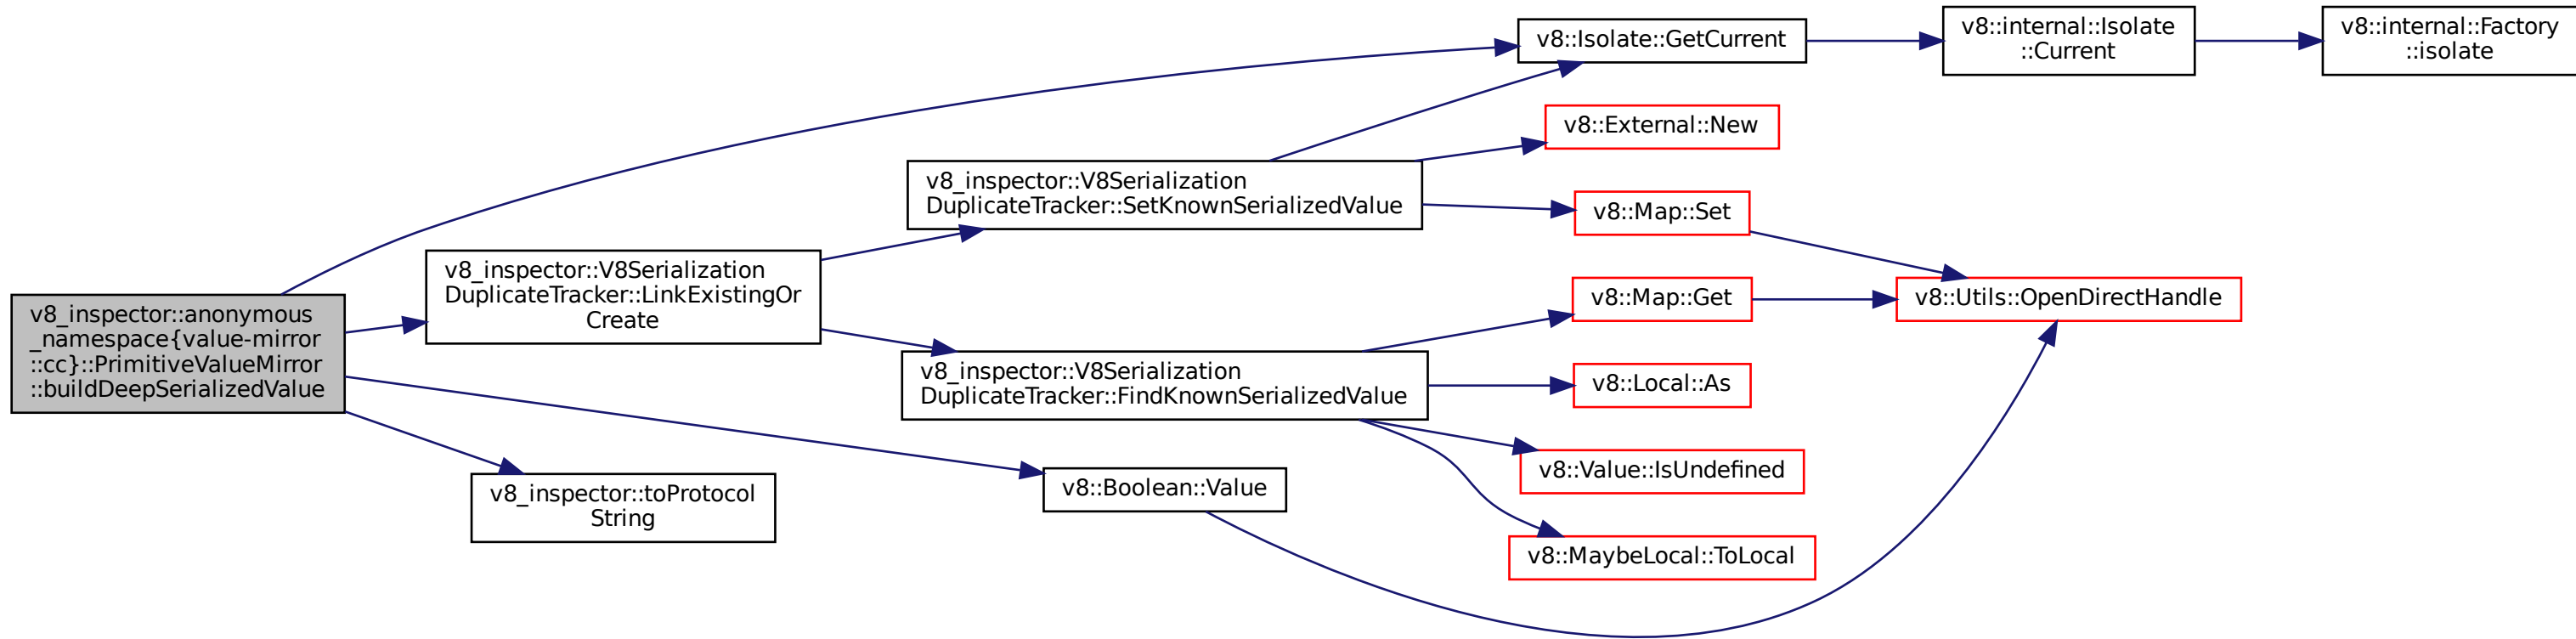 v8_inspector::anonymous
_namespace{value-mirror
::cc}::PrimitiveValueMirror
::buildDeepSerializedValue
v8_inspector::V8Serialization
DuplicateTracker::LinkExistingOr
Create
v8_inspector::toProtocol
String
v8_inspector::V8Serialization
DuplicateTracker::SetKnownSerializedValue
v8_inspector::V8Serialization
DuplicateTracker::FindKnownSerializedValue
v8::Boolean::Value
v8::Isolate::GetCurrent
v8::External::New
v8::Map::Set
v8::Map::Get
v8::Local::As
v8::Value::IsUndefined
v8::MaybeLocal::ToLocal
v8::internal::Isolate
::Current
v8::Utils::OpenDirectHandle
v8::internal::Factory
::isolate